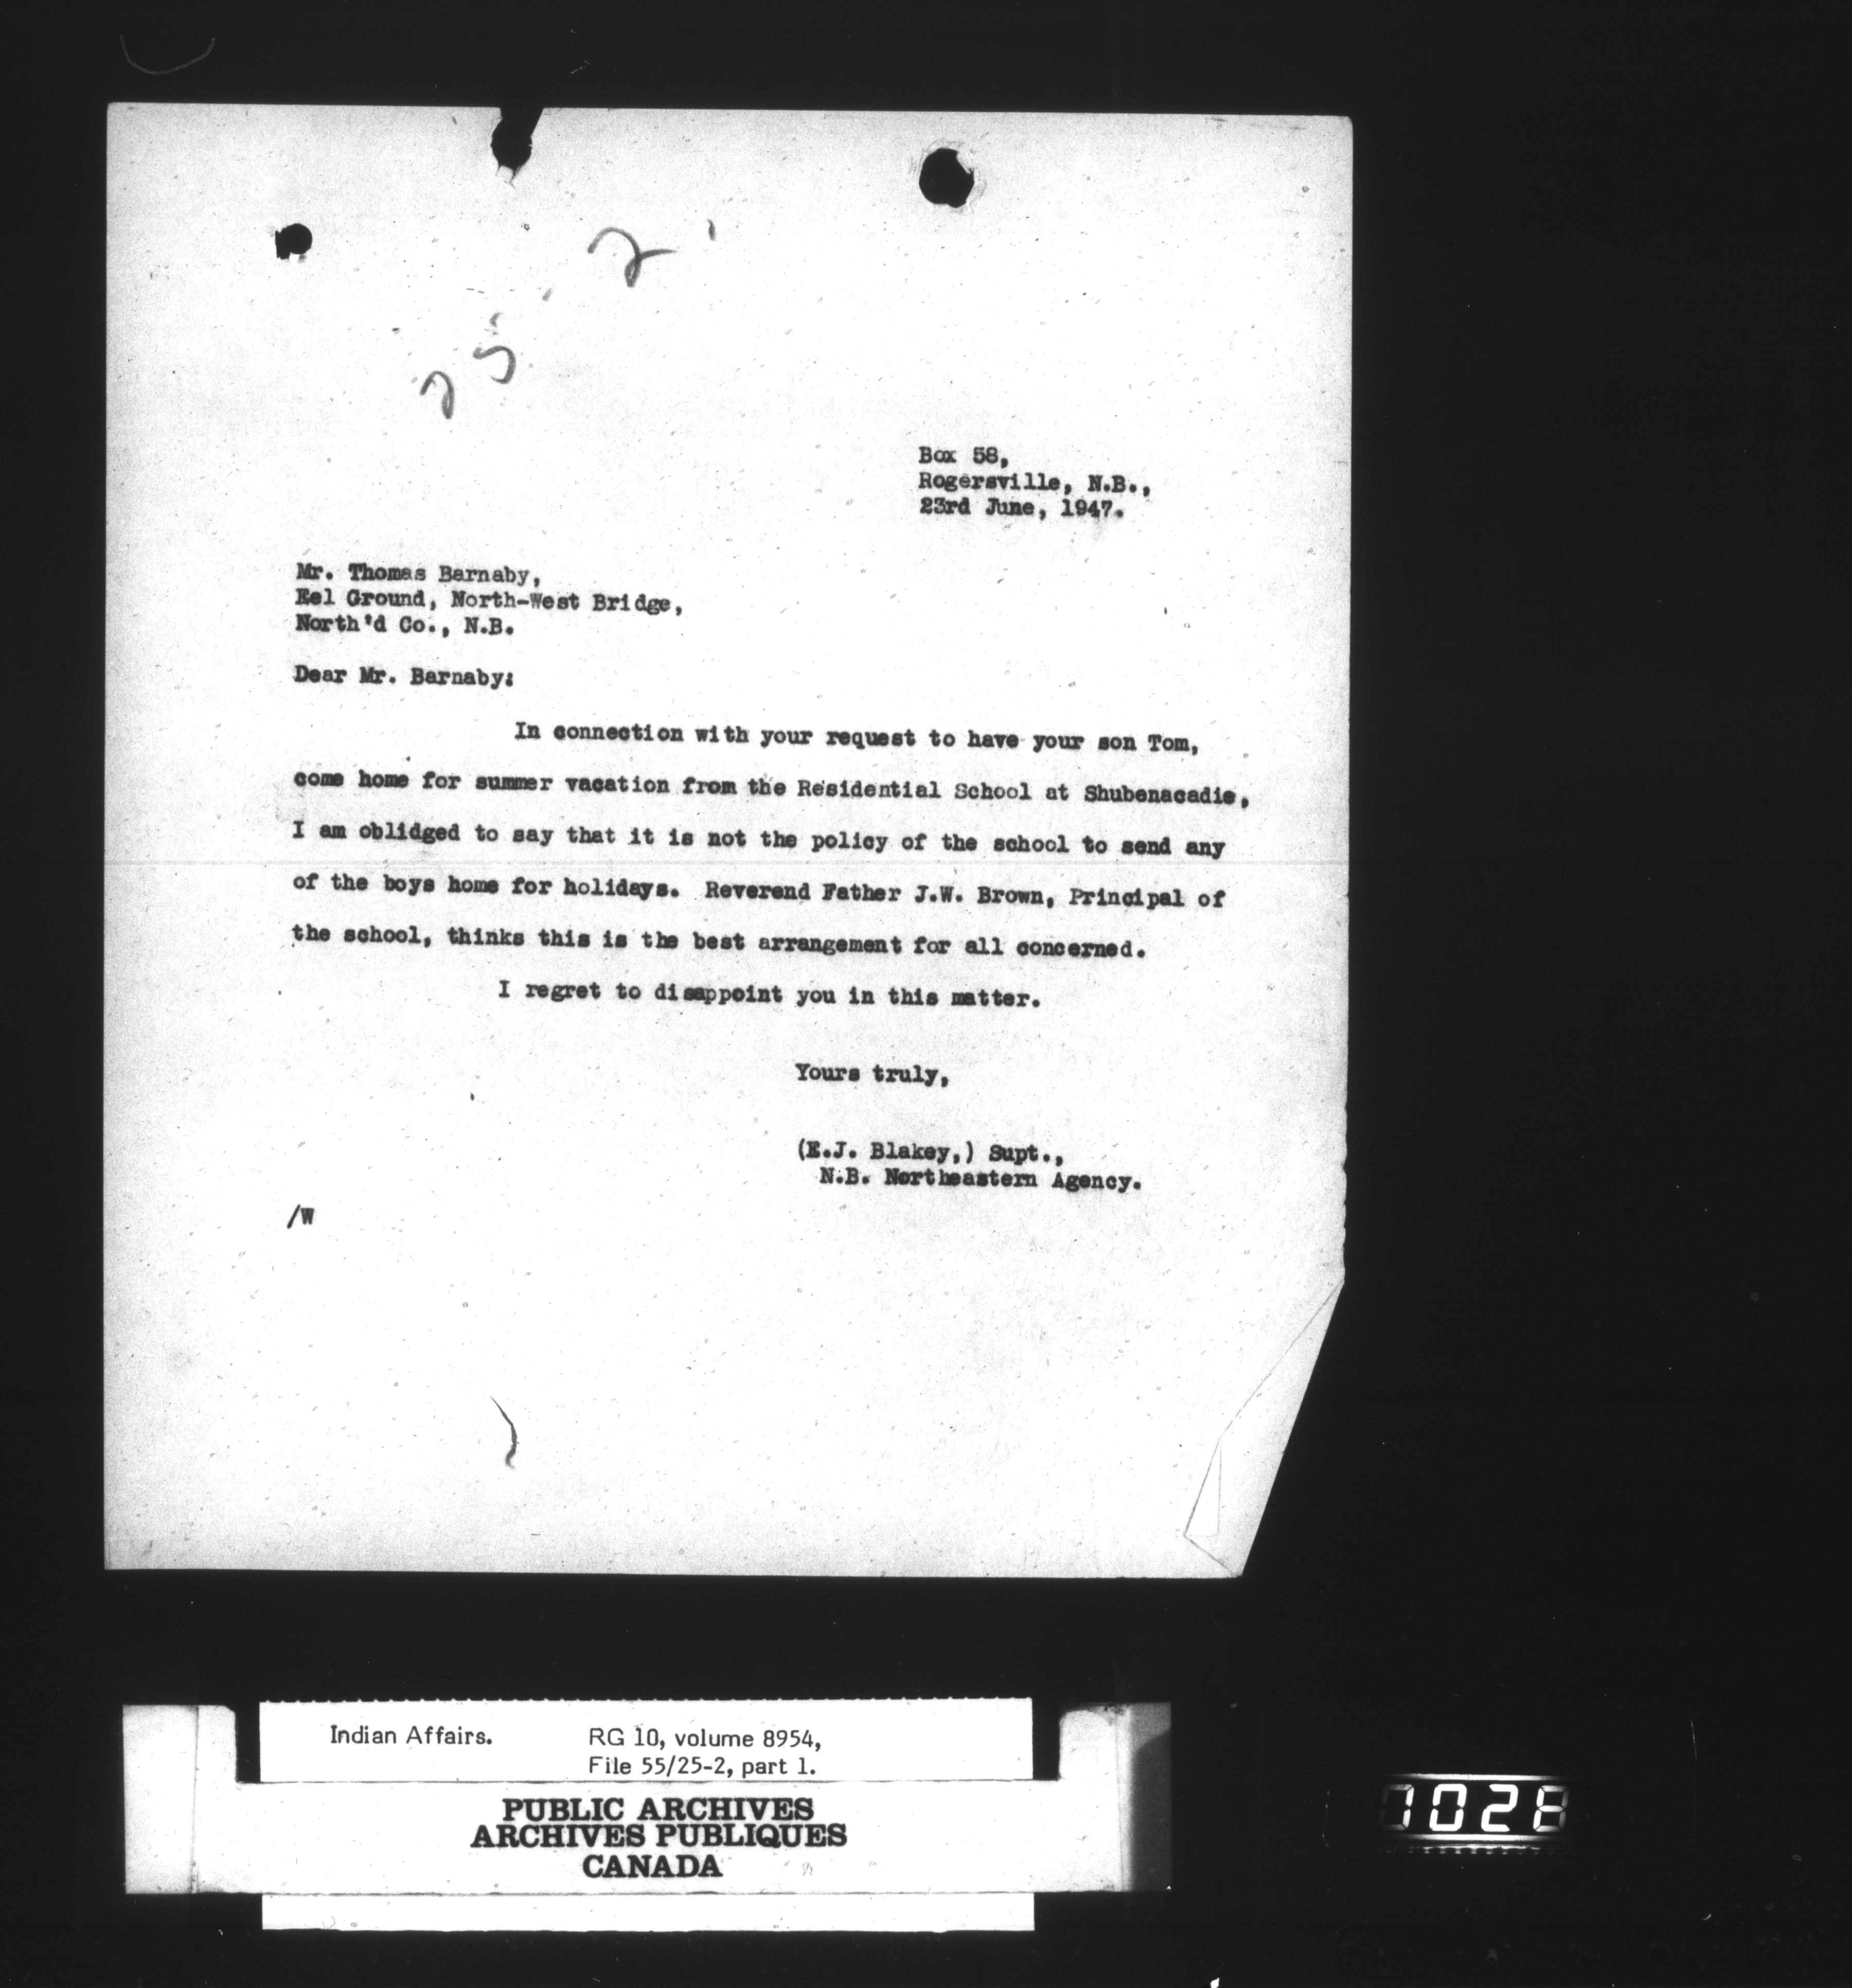 25-2
Box 58,
Rogersville, N.B.,
23rd June, 1947.
Mr. Thomas Barnaby,
Eel Ground, North-West Bridge,
North'd Co., N.B.
Dear Mr. Barnaby:
In connection with your request to have your son Tom,
come home for summer vacation from the Residential School at Shubenacadie,
I am oblidged to say that it is not the policy of the school to send any
of the boys home for holidays. Reverend Father J.W. Brown, Principal of
the school, thinks this is the best arrangement for all concerned.
I regret to disappoint you in this matter.
Yours truly,
(E.J. Blakey,) Supt.,
N.B. Northeastern Agency.
/W
Indian Affairs. RG 10, volume 8954,
File 55/25-2, part 1.
PUBLIC ARCHIVES
ARCHIVES PUBLIQUES
CANADA